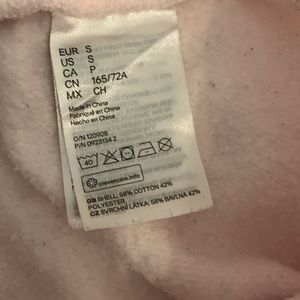 EUR S
US S
CA P
CN 165/72A
MX CH
Made in China
Fabriqué en Chine
Hecho en China
O/N 120908
P/N 0923134 2
40
clevercare.info
GB SHELL: 58% COTTON 42%
POLYESTER
CZ SVRCHNÍ LÁTKA: 58% BAVLNA 42%